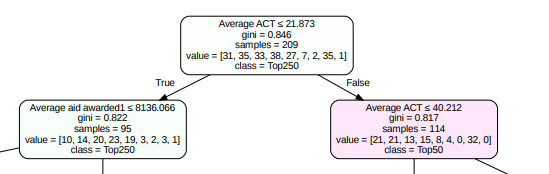 Average ACT ≤ 21.873
gini = 0.846
samples = 209
value = [31, 35, 33, 38, 27, 7, 2, 35, 1]
class = Top250
True
False
Average aid awarded1 ≤ 8136.066
gini = 0.822
samples = 95
value = [10, 14, 20, 23, 19, 3, 2, 3, 1]
class = Top250
Average ACT ≤ 40.212
gini = 0.817
samples = 114
value = [21, 21, 13, 15, 8, 4, 0, 32, 0]
class = Top50